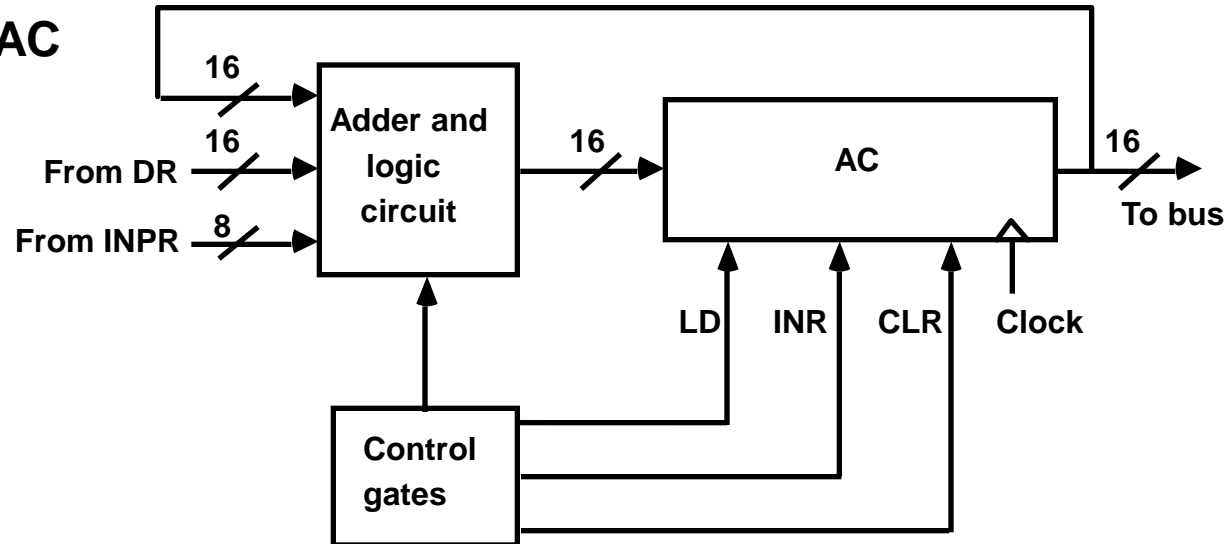 AC
16
Adder and
logic
circuit
16
From DR
16
AC
16
To bus
From INPR
8
LD
INR
CLR
Clock
Control
gates